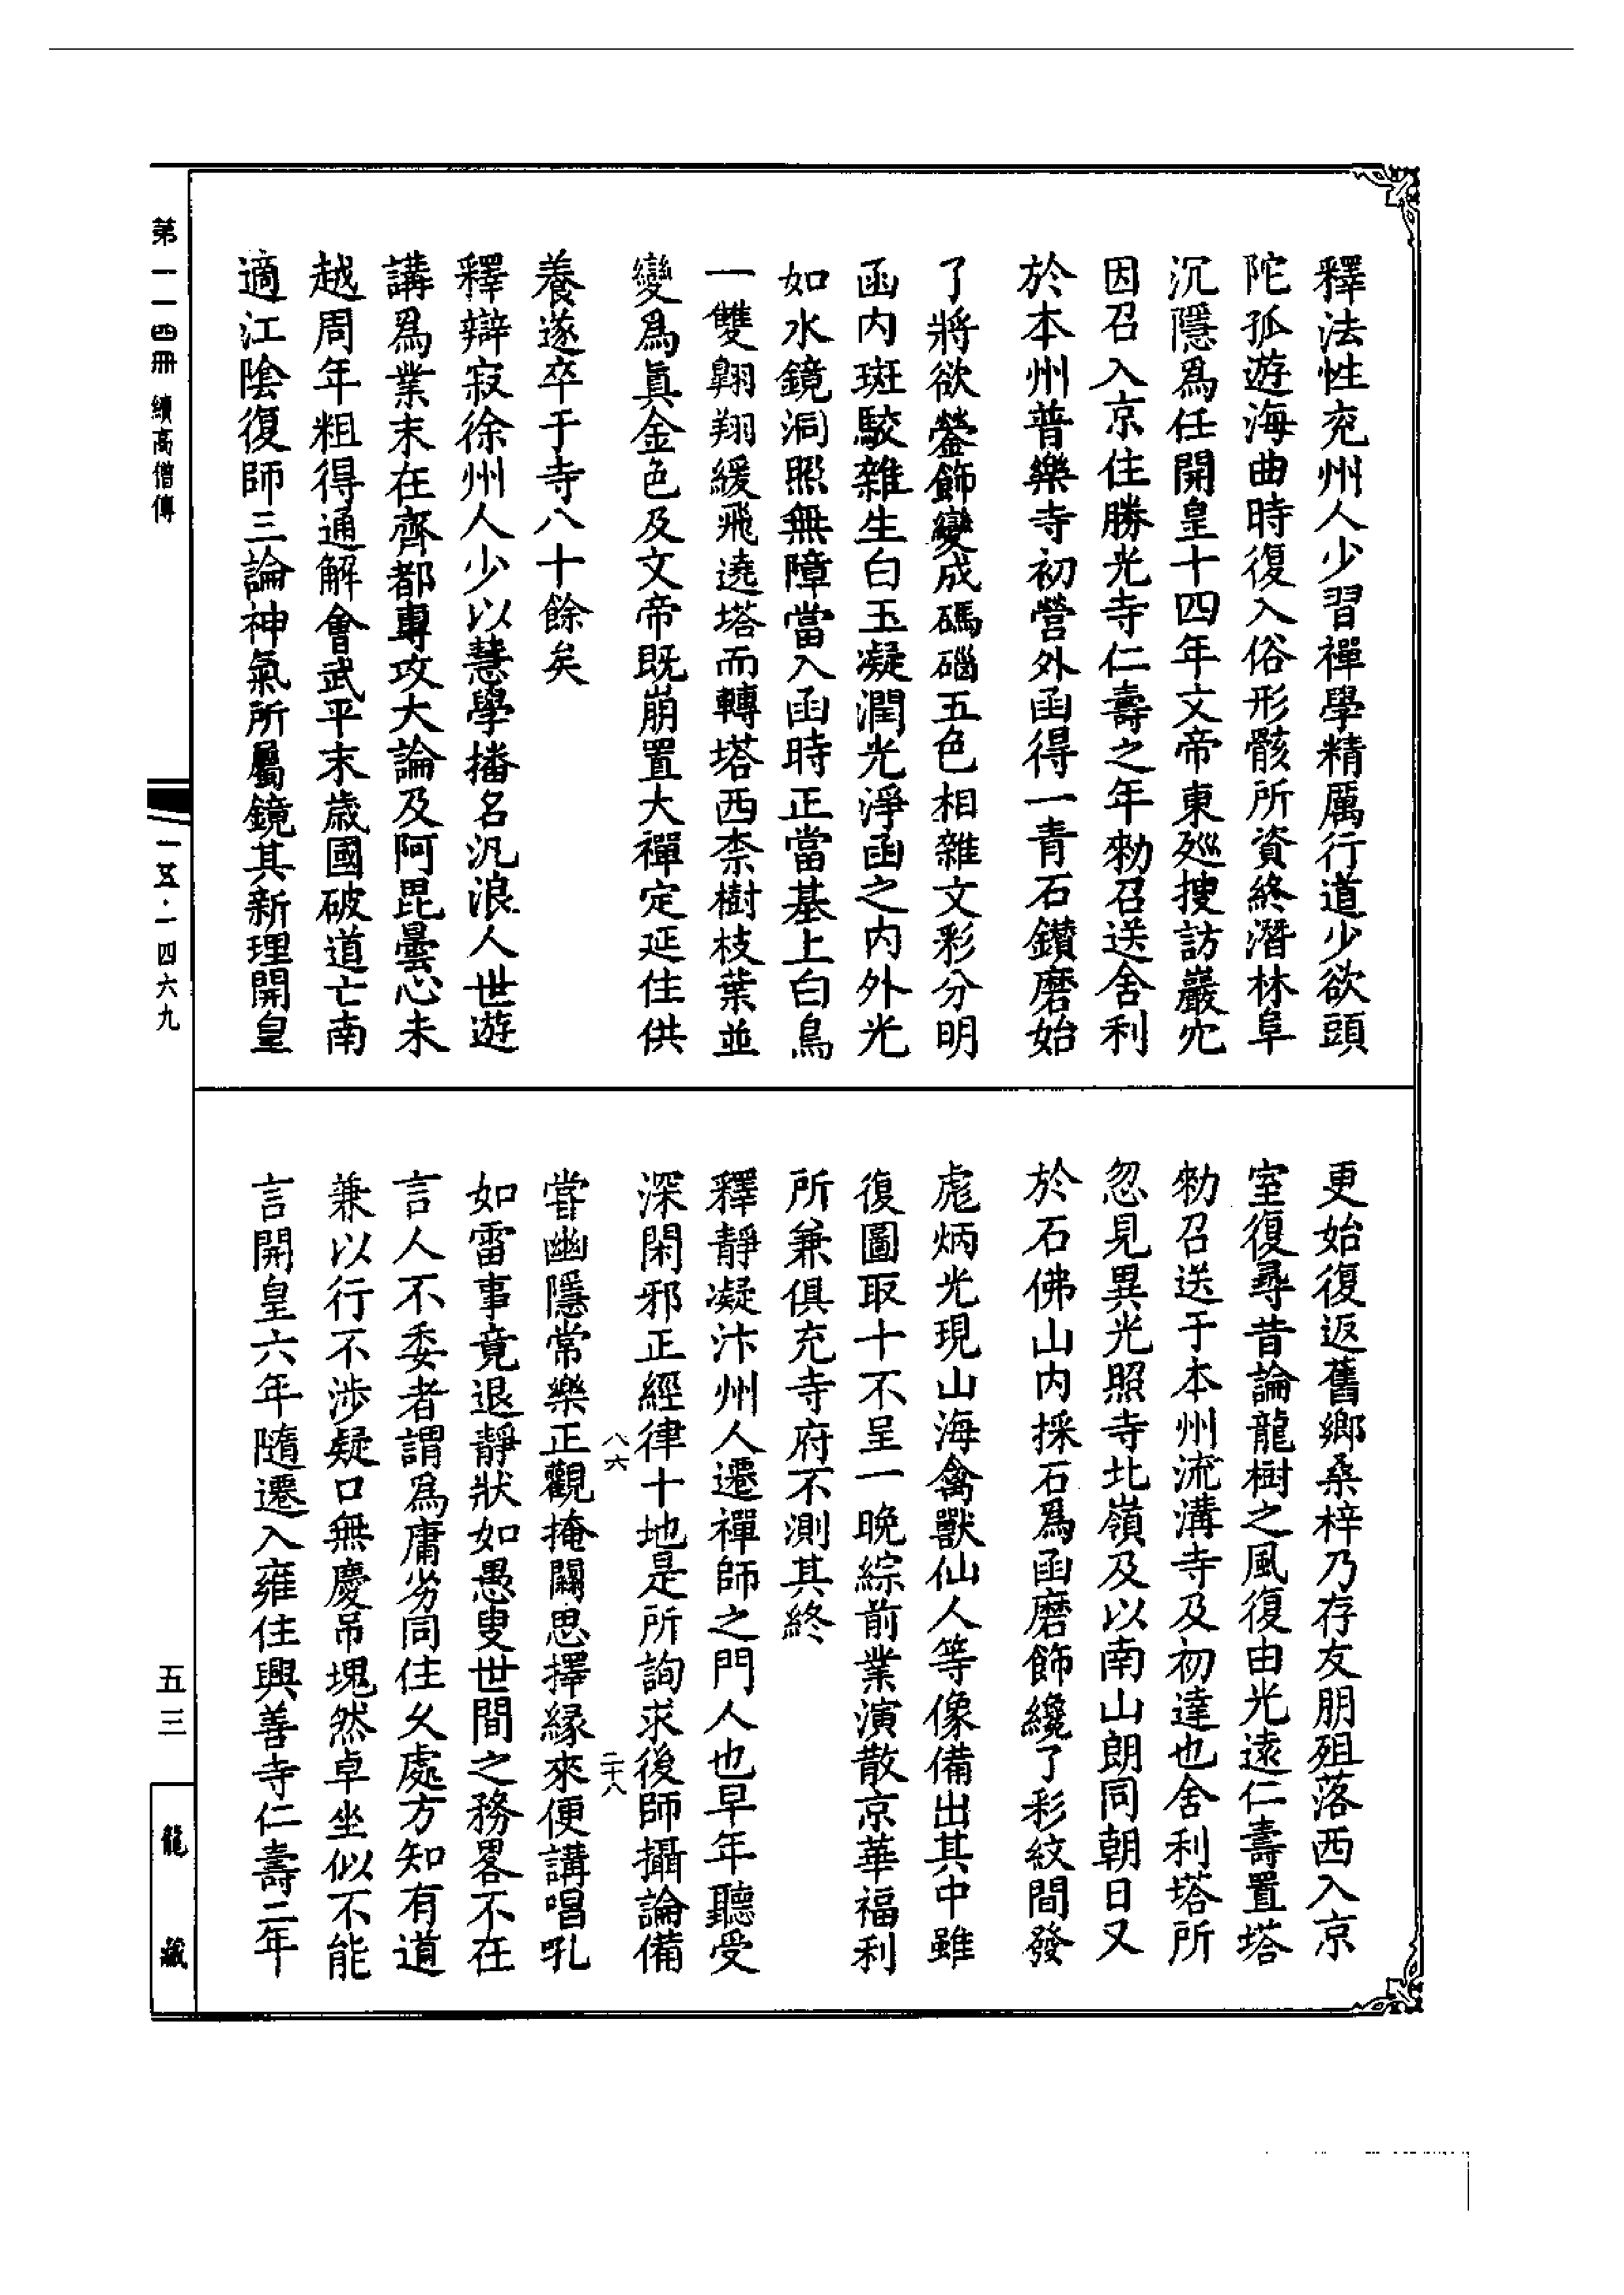 釋法性兖州人少習禪學精厲行道少欲頭
陀孤遊海曲時復入俗形骸所資終潛林阜
沉隱爲任開皇十四年文帝東廵搜訪巖穴
因召入京住勝光寺仁壽之年勑召送舍利
於本州普樂寺初營外函得一青石鑽磨始
了將欲鎣飾變成碼碯五色相雜文彩分明
函内斑駮雜生白玉凝潤光淨函之内外光
如水鏡洞照無障當入函時正當基上白鳥
一雙翺翔緩飛遶塔而轉塔西柰樹枝葉並
變爲眞金色及文帝既崩置大禪定延住供
養遂卒于寺八十餘矣
釋辯寂徐州人少以慧學播名汎浪人世遊
講爲業末在齊都專攻大論及阿毘曇心未
越周年粗得通解會武平末歲國破道亡南
適江陰復師三論神氣所屬鏡其新理開皇
更始復返舊鄉桑梓乃存友朋殂落西入京
室復尋昔論龍樹之風復由光遠仁壽置塔
勑召送于本州流溝寺及初達也舍利塔所
忽見異光照寺北嶺及以南山朗同朝日又
於石佛山内採石爲函磨飾纔了彩紋間發
彪炳光現山海禽獸仙人等像備出其中雖
復圖取十不呈一晚綜前業演散京華福利
所兼俱充寺府不測其終
釋靜凝汴州人遷禪師之門人也早年聽受
深閑邪正經律十地是所詢求後師攝論備
八六
二十八
甞幽隱常樂正觀掩關思擇緣來便講唱吼
如雷事竟退靜狀如愚叟世間之務畧不在
言人不委者謂爲庸劣同住久處方知有道
兼以行不涉疑口無慶吊塊然卓坐似不能
言開皇六年隨遷入雍住興善寺仁壽二年
第一一四冊 續高僧傳
一五·一四六九
五三
龍藏